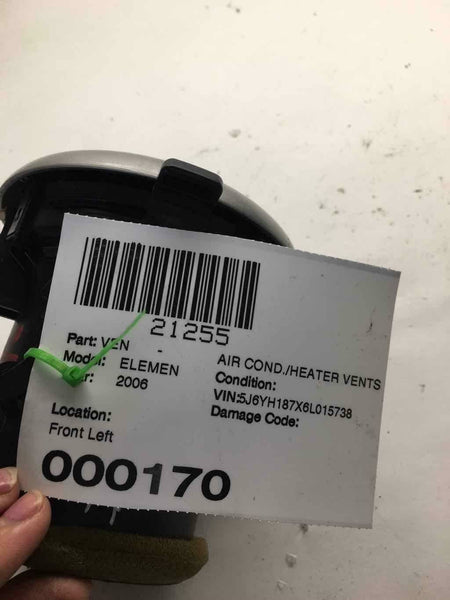 21255
Part: VEN -
AIR COND./HEATER VENTS
Model: ELEMEN
Condition:
2006
VIN:5J6YH187X6L015738
Damage Code:
Location:
Front Left
000170